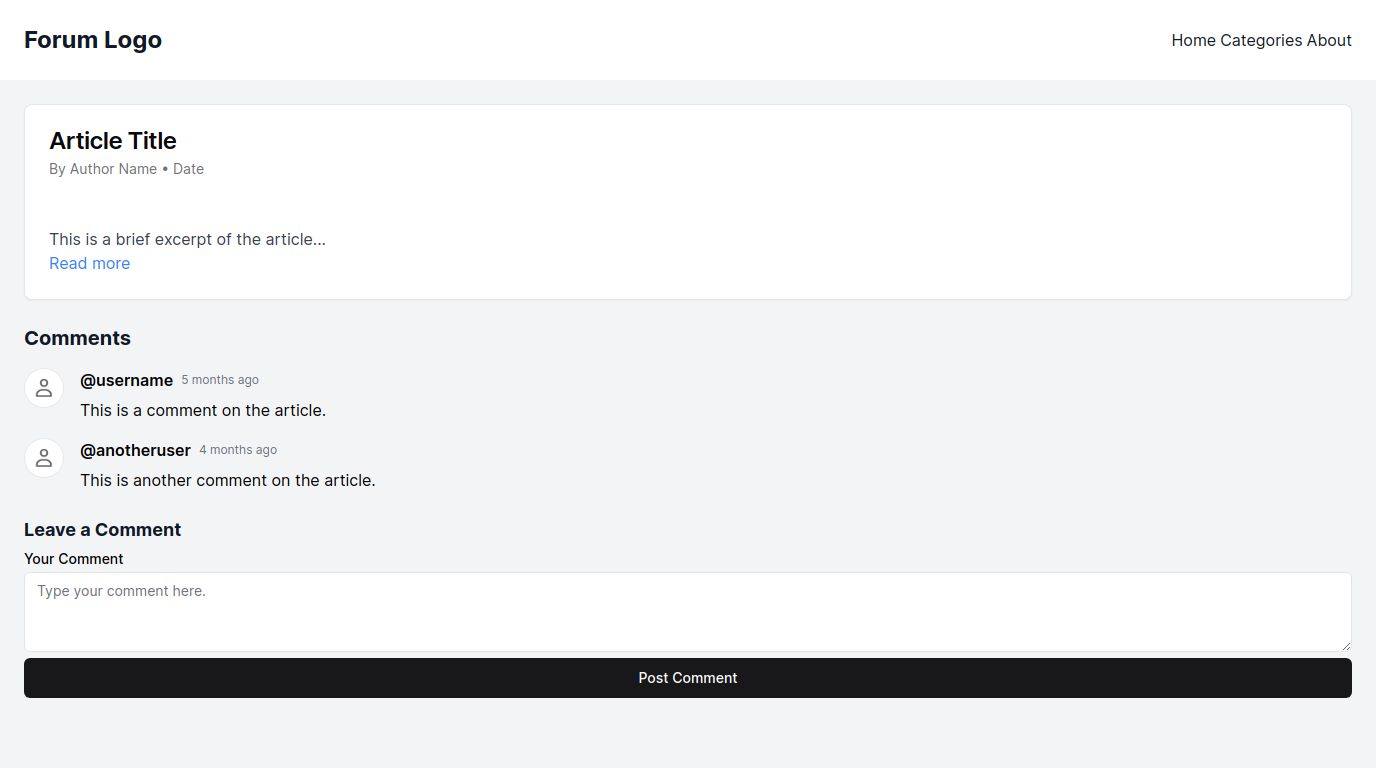 Forum Logo
Home Categories About
Article Title
By Author Name • Date
This is a brief excerpt of the article...
Read more
Comments
@username 5 months ago
This is a comment on the article.
@anotheruser 4 months ago
This is another comment on the article.
Leave a Comment
Your Comment
Type your comment here.
Post Comment